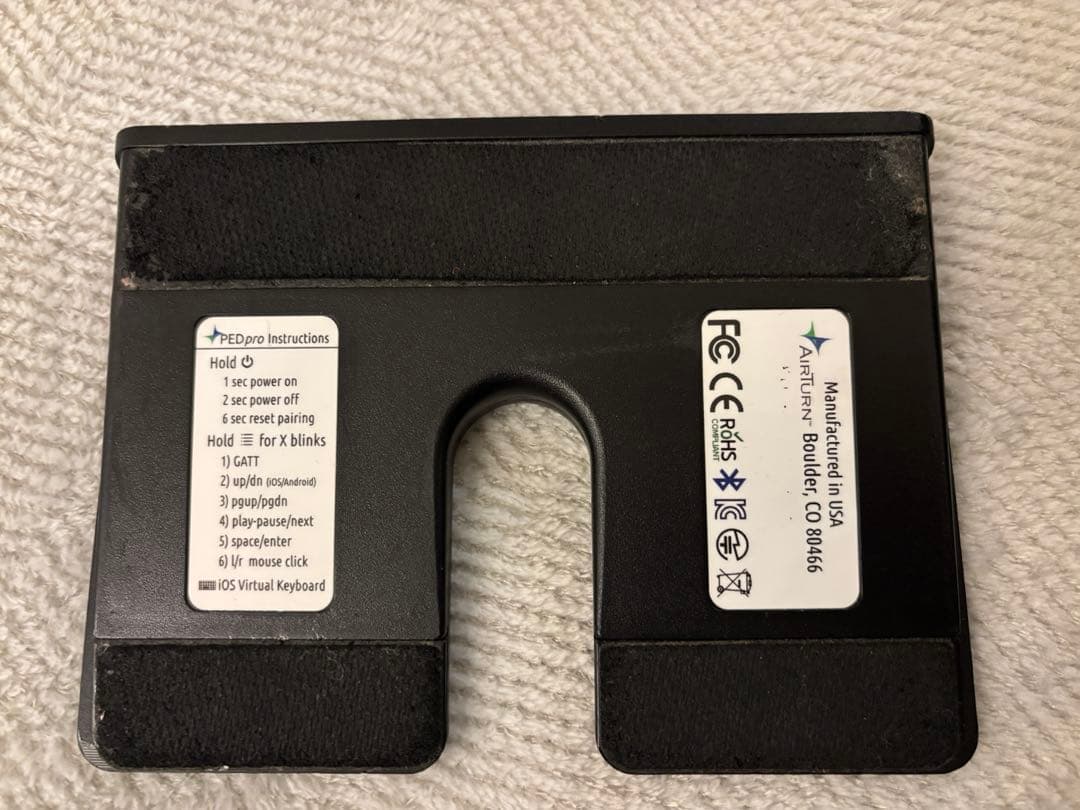 PEDpro Instructions
Hold
1 sec power on
2 sec power off
6 sec reset pairing
Hold for X blinks
1) GATT
2) up/dn (iOS/Android)
3) pgup/pgdn
4) play-pause/next
5) space/enter
6) l/r mouse click
iOS Virtual Keyboard
Manufactured in USA
AIRTURN™ Boulder, CO 80466
FC CE RoHS
COMPLIANT